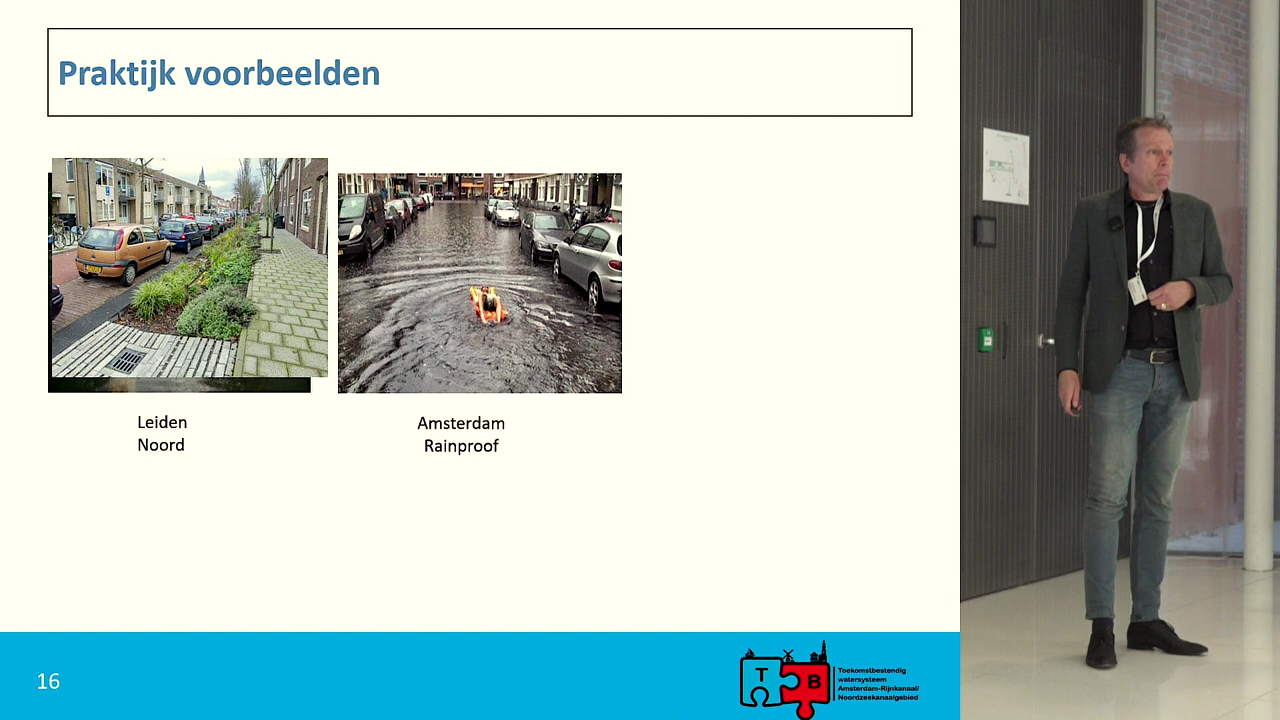 Praktijk voorbeelden
Leiden
Noord
Amsterdam
Rainproof
16
T
B
Toekomstbestendig
watersysteem
Amsterdam-Rijnkanaal/
Noordzeekanaalgebied